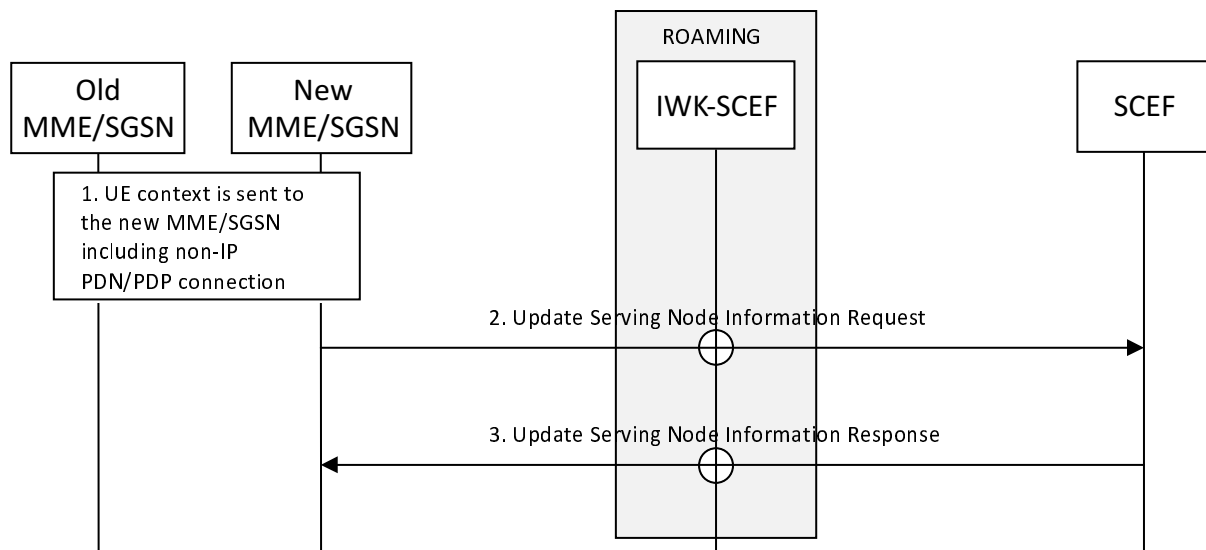 ROAMING
Old
MME/SGSN
New
MME/SGSN
IWK-SCEF
SCEF
1. UE context is sent to
the new MME/SGSN
including non-IP
PDN/PDP connection
2. Update Serving Node Information Request
3. Update Serving Node Information Response